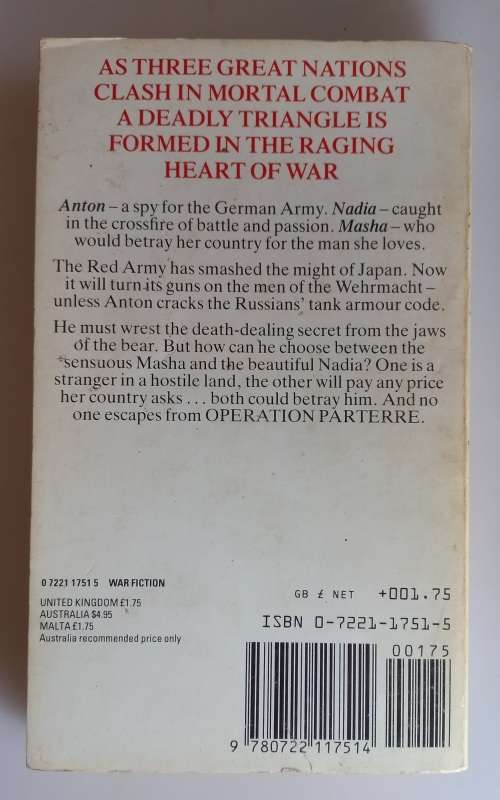 AS THREE GREAT NATIONS
CLASH IN MORTAL COMBAT
A DEADLY TRIANGLE IS
FORMED IN THE RAGING
HEART OF WAR
Anton – a spy for the German Army. Nadia – caught
in the crossfire of battle and passion. Masha – who
would betray her country for the man she loves.
The Red Army has smashed the might of Japan. Now
it will turn its guns on the men of the Wehrmacht –
unless Anton cracks the Russians' tank armour code.
He must wrest the death-dealing secret from the jaws
of the bear. But how can he choose between the
sensuous Masha and the beautiful Nadia? One is a
stranger in a hostile land, the other will pay any price
her country asks . . . both could betray him. And no
one escapes from OPERATION PARTERRE.
0 7221 1751 5 WAR FICTION
UNITED KINGDOM £1.75
AUSTRALIA $4.95
MALTA £1.75
Australia recommended price only
GB £ NET +001.75
ISBN 0-7221-1751-5
00175
9 780722 117514